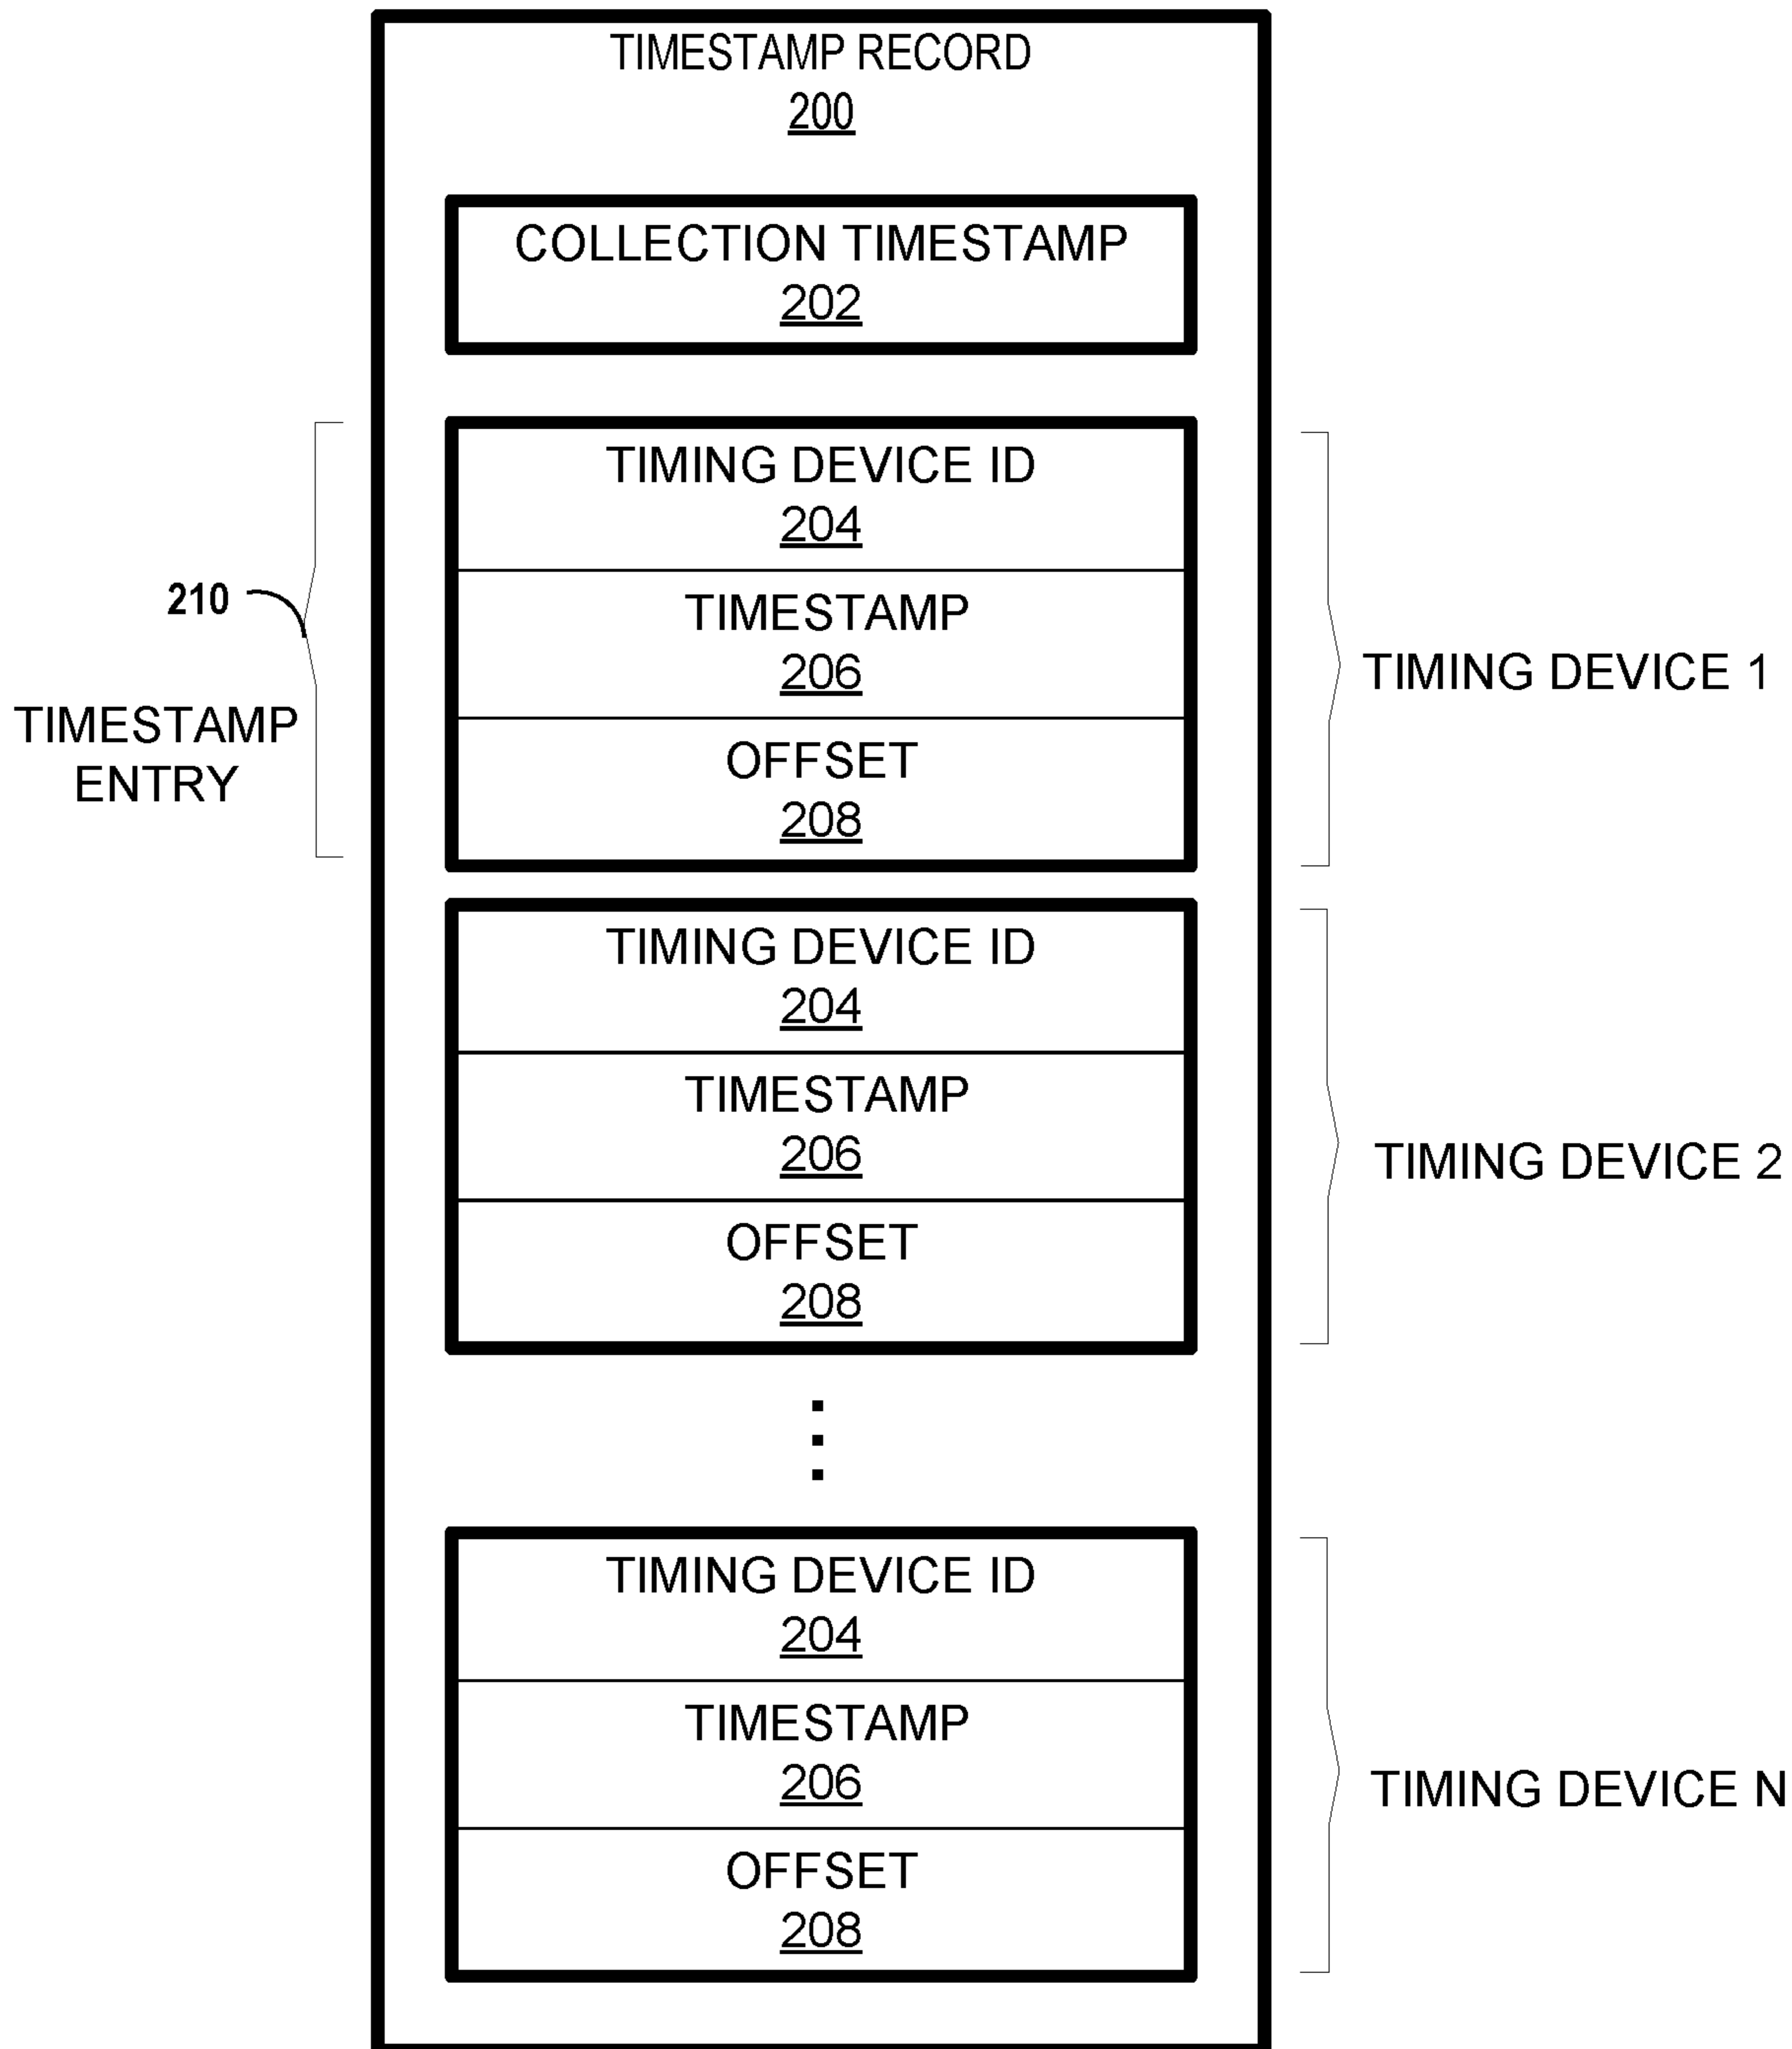 TIMESTAMP RECORD
200
COLLECTION TIMESTAMP
202
TIMING DEVICE ID
204
TIMESTAMP
206
OFFSET
208
210
TIMESTAMP
ENTRY
TIMING DEVICE 1
TIMING DEVICE ID
204
TIMESTAMP
206
OFFSET
208
TIMING DEVICE 2
TIMING DEVICE ID
204
TIMESTAMP
206
OFFSET
208
TIMING DEVICE N